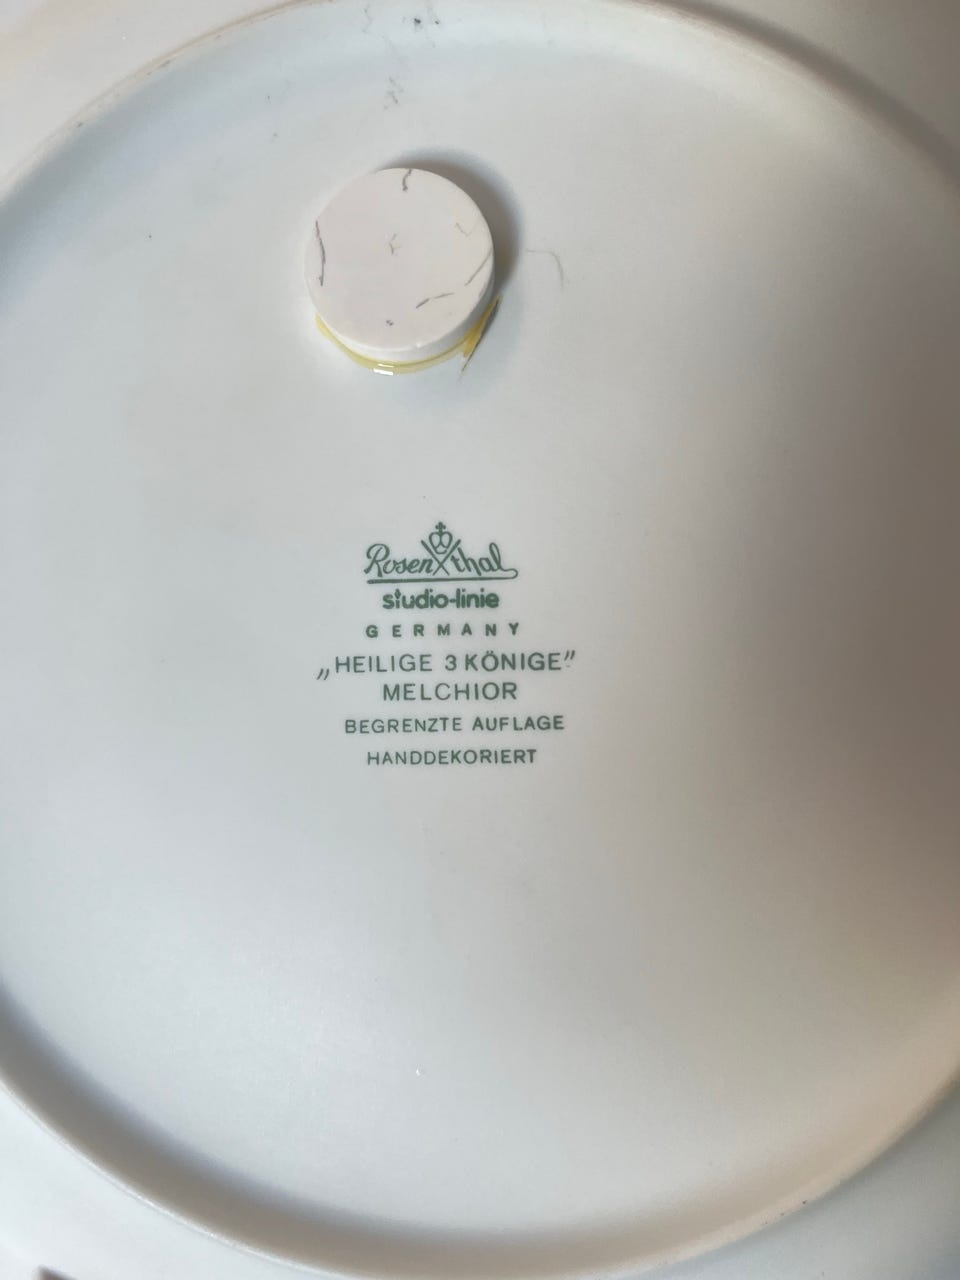 Rosenthal
studio-linie
GERMANY
„HEILIGE 3 KÖNIGE”
MELCHIOR
BEGRENZTE AUFLAGE
HANDDEKORIERT